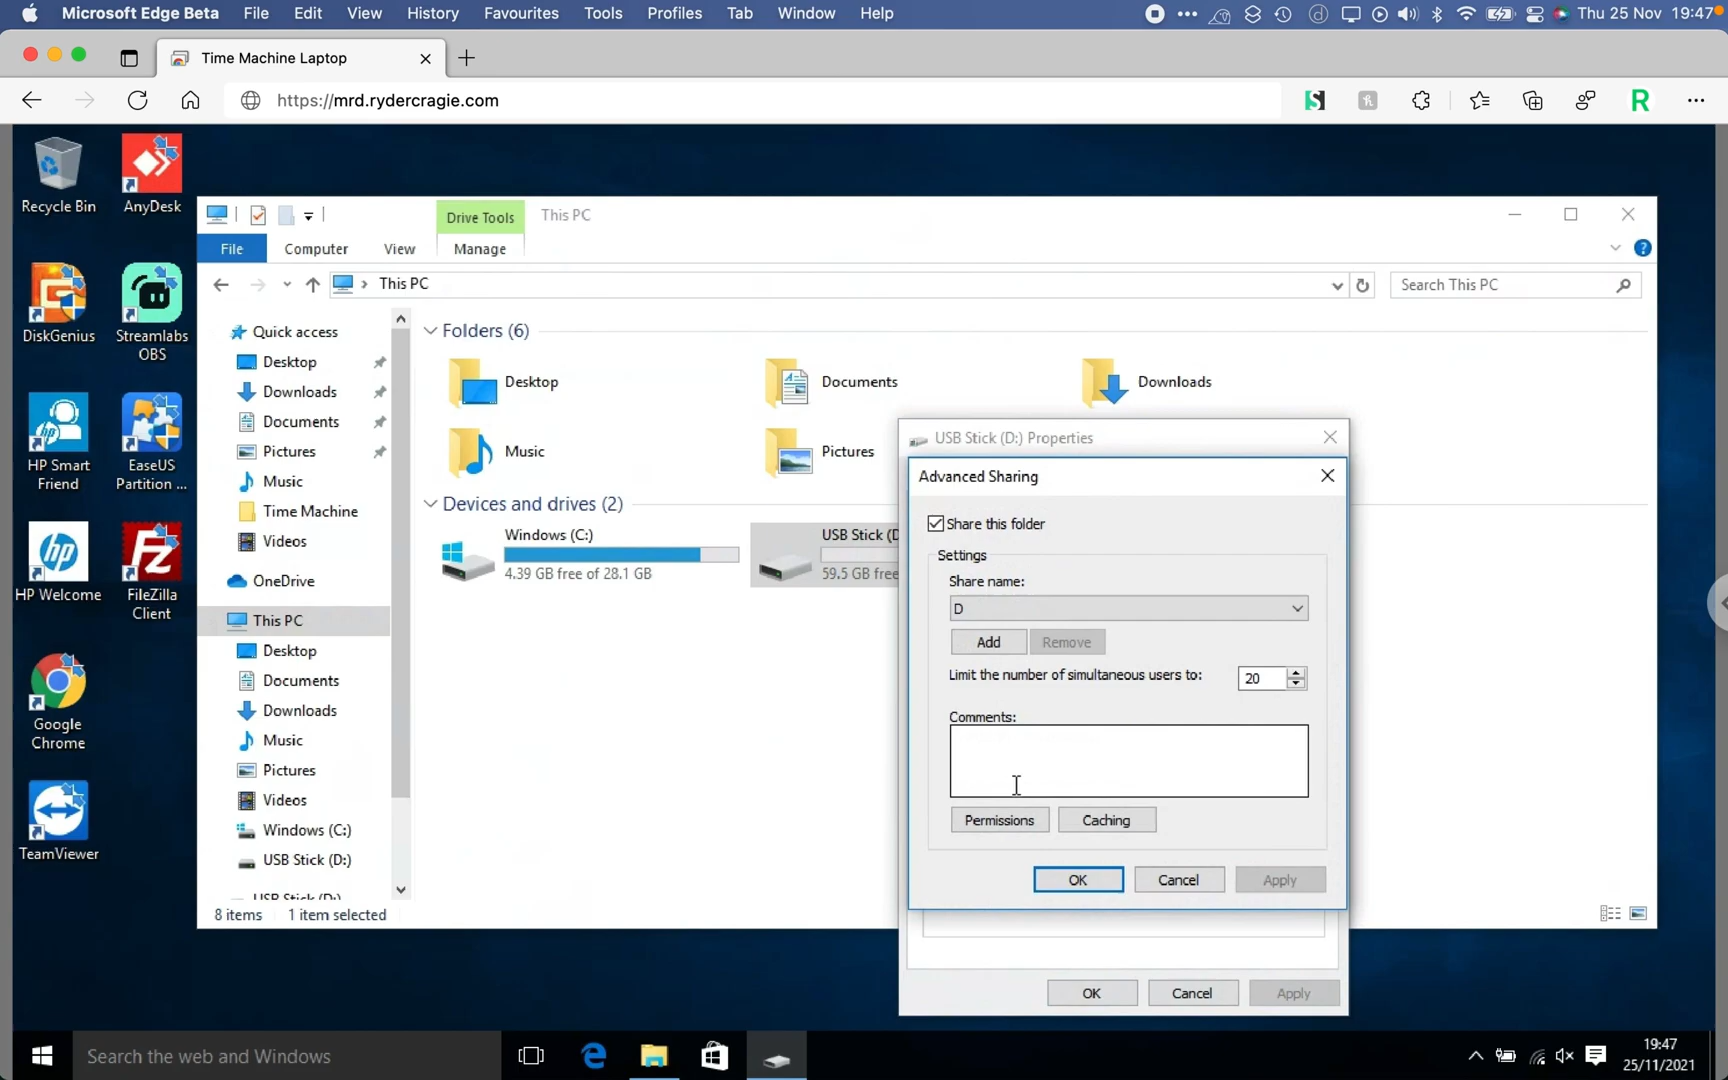 Microsoft Edge Beta File Edit View History Favourites Tools Profiles Tab Window Help Thu 25 Nov 19:47
Time Machine Laptop
https://mrd.rydercragie.com
R
Recycle Bin
AnyDesk
DiskGenius
Streamlabs
OBS
HP Smart
Friend
EaseUS
Partition ...
HP Welcome
FileZilla
Client
Google
Chrome
TeamViewer
Drive Tools
This PC
File
Computer
View
Manage
This PC
Search This PC
Quick access
Desktop
Downloads
Documents
Pictures
Music
Time Machine
Videos
OneDrive
This PC
Desktop
Documents
Downloads
Music
Pictures
Videos
Windows (C:)
USB Stick (D:)
USB Stick (D:)
8 items
1 item selected
Folders (6)
Desktop
Documents
Downloads
Music
Pictures
Devices and drives (2)
Windows (C:)
4.39 GB free of 28.1 GB
USB Stick (D
59.5 GB free
USB Stick (D:) Properties
Advanced Sharing
Share this folder
Settings
Share name:
D
Add
Remove
Limit the number of simultaneous users to:
20
Comments:
Permissions
Caching
OK
Cancel
Apply
OK
Cancel
Apply
Search the web and Windows
19:47
25/11/2021